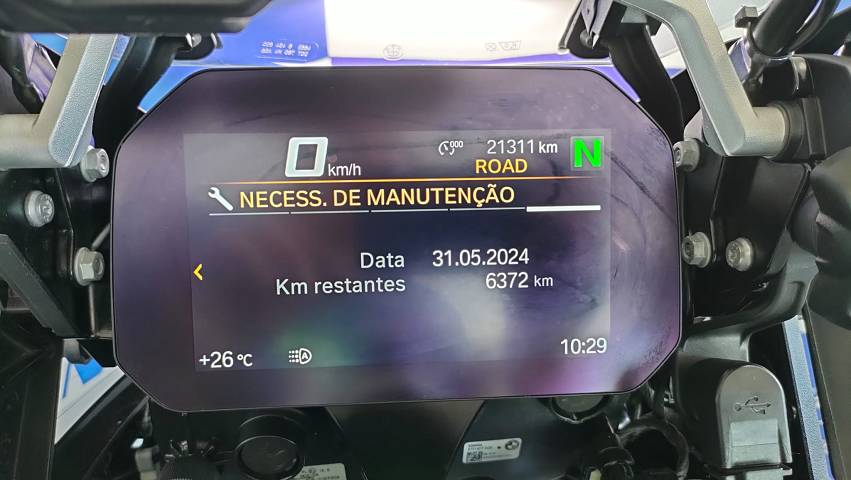 0 km/h
000 21311 km N
ROAD
NECESS. DE MANUTENÇÃO
Data 31.05.2024
Km restantes 6372 km
+26 °C A 10:29